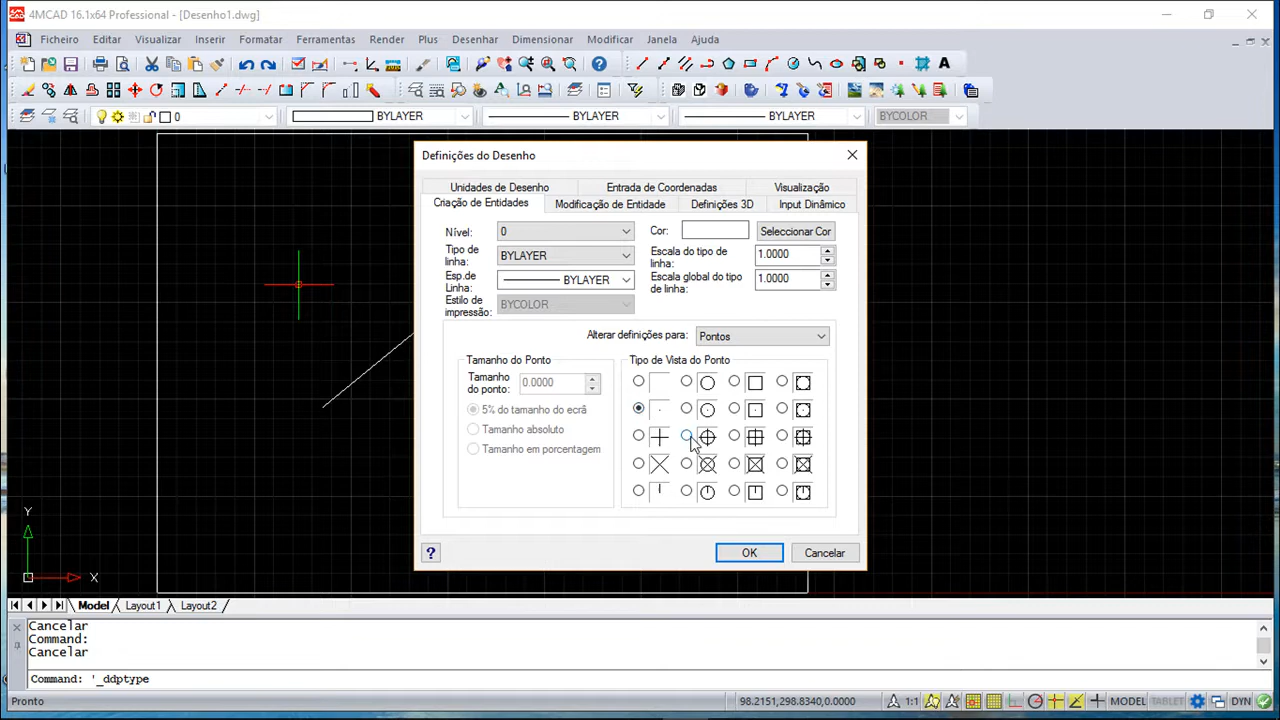 4MCAD 16.1x64 Professional - [Desenho1.dwg]
Ficheiro Editar Visualizar Inserir Formatar Ferramentas Render Plus Desenhar Dimensionar Modificar Janela Ajuda
0 BYLAYER BYLAYER BYLAYER BYCOLOR
Definições do Desenho
Unidades de Desenho Entrada de Coordenadas Visualização
Criação de Entidades Modificação de Entidade Definições 3D Input Dinâmico
Nível: 0 Cor: Seleccionar Cor
Tipo de linha: BYLAYER Escala do tipo de linha: 1.0000
Esp.de Linha: BYLAYER Escala global do tipo de linha: 1.0000
Estilo de impressão: BYCOLOR
Alterar definições para: Pontos
Tamanho do Ponto Tipo de Vista do Ponto
Tamanho do ponto: 0.0000
5% do tamanho do ecrã
Tamanho absoluto
Tamanho em porcentagem
? OK Cancelar
Y
X
Model Layout1 Layout2
Cancelar
Command:
Cancelar
Command: '_ddptype
Pronto 98.2151,298.8340,0.0000 1:1 MODEL TABLET DYN